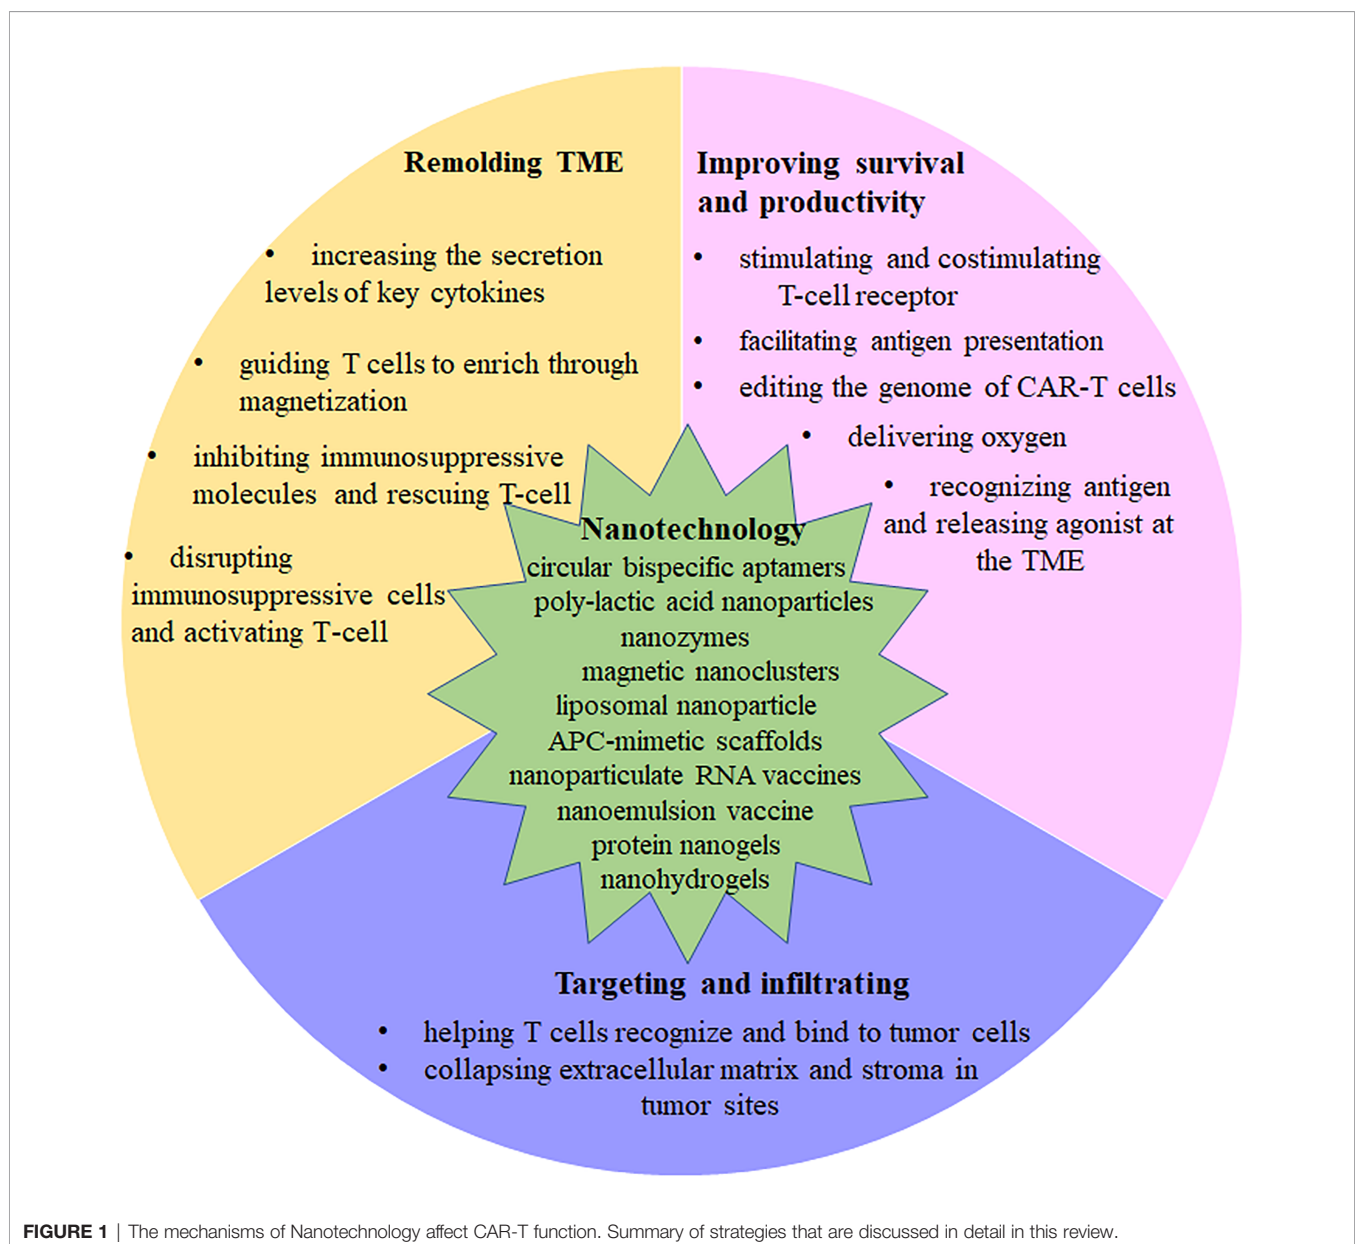 Remolding TME
• increasing the secretion
levels of key cytokines
• guiding T cells to enrich through
magnetization
• inhibiting immunosuppressive
molecules and rescuing T-cell
• disrupting
immunosuppressive cells
and activating T-cell
Improving survival
and productivity
• stimulating and costimulating
T-cell receptor
• facilitating antigen presentation
• editing the genome of CAR-T cells
• delivering oxygen
• recognizing antigen
and releasing agonist at
the TME
Nanotechnology
circular bispecific aptamers
poly-lactic acid nanoparticles
nanozymes
magnetic nanoclusters
liposomal nanoparticle
APC-mimetic scaffolds
nanoparticulate RNA vaccines
nanoemulsion vaccine
protein nanogels
nanohydrogels
Targeting and infiltrating
• helping T cells recognize and bind to tumor cells
• collapsing extracellular matrix and stroma in
tumor sites
FIGURE 1 | The mechanisms of Nanotechnology affect CAR-T function. Summary of strategies that are discussed in detail in this review.